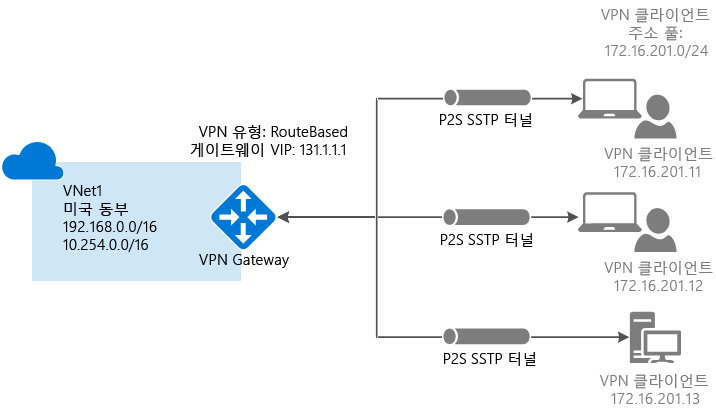 VPN 클라이언트
주소 풀:
172.16.201.0/24
P2S SSTP 터널
VPN 유형: RouteBased
게이트웨이 VIP: 131.1.1.1
VPN 클라이언트
172.16.201.11
VNet1
미국 동부
192.168.0.0/16
10.254.0.0/16
VPN Gateway
P2S SSTP 터널
VPN 클라이언트
172.16.201.12
P2S SSTP 터널
VPN 클라이언트
172.16.201.13